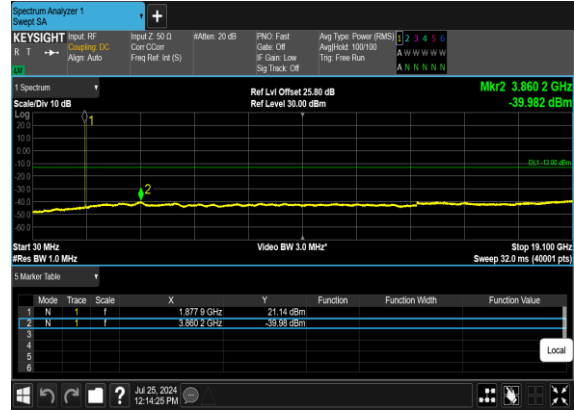 Spectrum Analyzer 1
Swept SA
+
KEYSIGHT Input: RF Input Z: 50 Ω #Atten: 20 dB PNO: Fast Avg Type: Power (RMS) 1 2 3 4 5 6
R T Coupling: DC Corr CCorr Gate: Off Avg|Hold: 100/100 A W W W W W
Align: Auto Freq Ref: Int (S) IF Gain: Low Trig: Free Run
Sig Track: Off A N N N N N
1 Spectrum Ref Lvl Offset 25.80 dB Mkr2 3.860 2 GHz
Scale/Div 10 dB Ref Level 30.00 dBm -39.982 dBm
Log
20.0
10.0
0.00
-10.0
-20.0
-30.0
-40.0
-50.0
-60.0
1
2
DL1 -13.00 dBm
Start 30 MHz Video BW 3.0 MHz* Stop 19.100 GHz
#Res BW 1.0 MHz Sweep 32.0 ms (40001 pts)
5 Marker Table
Mode Trace Scale X Y Function Function Width Function Value
1 N 1 f 1.877 9 GHz 21.14 dBm
2 N 1 f 3.860 2 GHz -39.98 dBm
3
4
5
6
Local
? Jul 25, 2024
12:14:25 PM